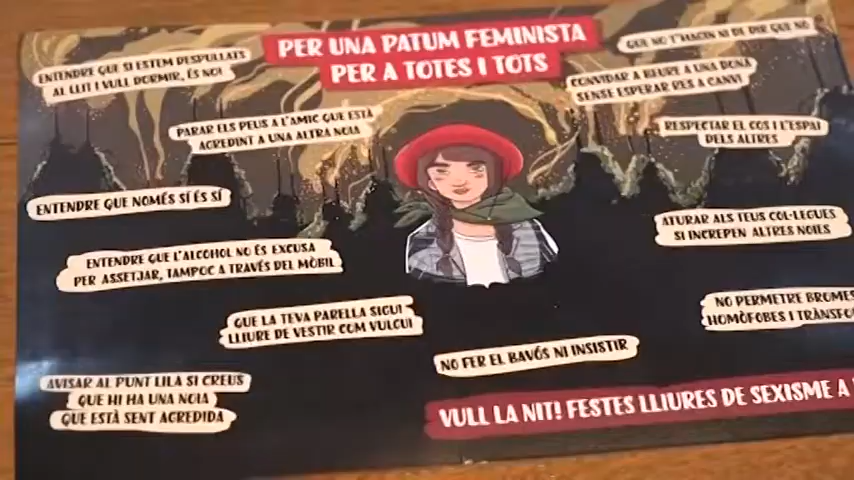 PER UNA PATUM FEMINISTA
PER A TOTES I TOTS
ENTENDRE QUE SI ESTEM DESPULLATS
AL LLIT I VULL DORMIR, ÉS NO!
QUE NO T'HAGIN NI DE DIR QUE NO
CONVIDAR A BEURE A UNA DONA
SENSE ESPERAR RES A CANVI
PARAR ELS PEUS A L'AMIC QUE ESTÀ
AGREDINT A UNA ALTRA NOIA
RESPECTAR EL COS I L'ESPAI
DELS ALTRES
ENTENDRE QUE NOMÉS SÍ ÉS SÍ
ATURAR ALS TEUS COL·LEGUES
SI INCREPEN ALTRES NOIES
ENTENDRE QUE L'ALCOHOL NO ÉS EXCUSA
PER ASSETJAR, TAMPOC A TRAVÉS DEL MÒBIL
QUE LA TEVA PARELLA SIGUI
LLIURE DE VESTIR COM VULGUI
NO PERMETRE BROMES
HOMÒFOBES I TRÀNSFO
NO FER EL BAVÓS NI INSISTIR
AVISAR AL PUNT LILA SI CREUS
QUE HI HA UNA NOIA
QUE ESTÀ SENT AGREDIDA
VULL LA NIT! FESTES LLIURES DE SEXISME A